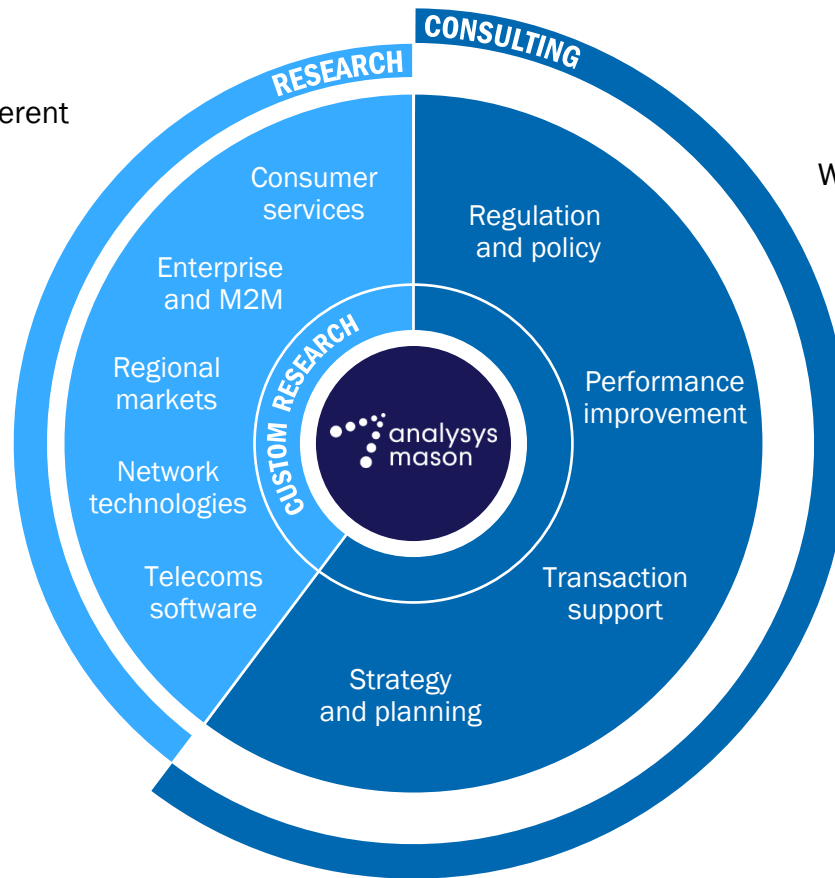 CONSULTING
RESEARCH
erent
W
Consumer
services
Regulation
and policy
Enterprise
and M2M
CUSTOM RESEARCH
Regional
markets
Performance
improvement
analysys
mason
Network
technologies
Telecoms
software
Transaction
support
Strategy
and planning